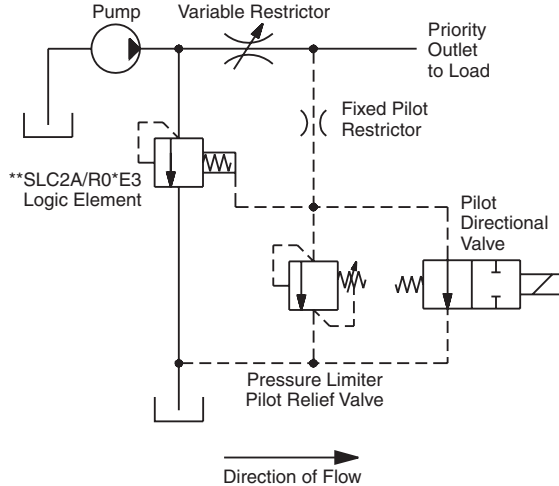 Pump
Variable Restrictor
Priority
Outlet
to Load
Fixed Pilot
Restrictor
**SLC2A/R0*E3
Logic Element
Pilot
Directional
Valve
Pressure Limiter
Pilot Relief Valve
Direction of Flow